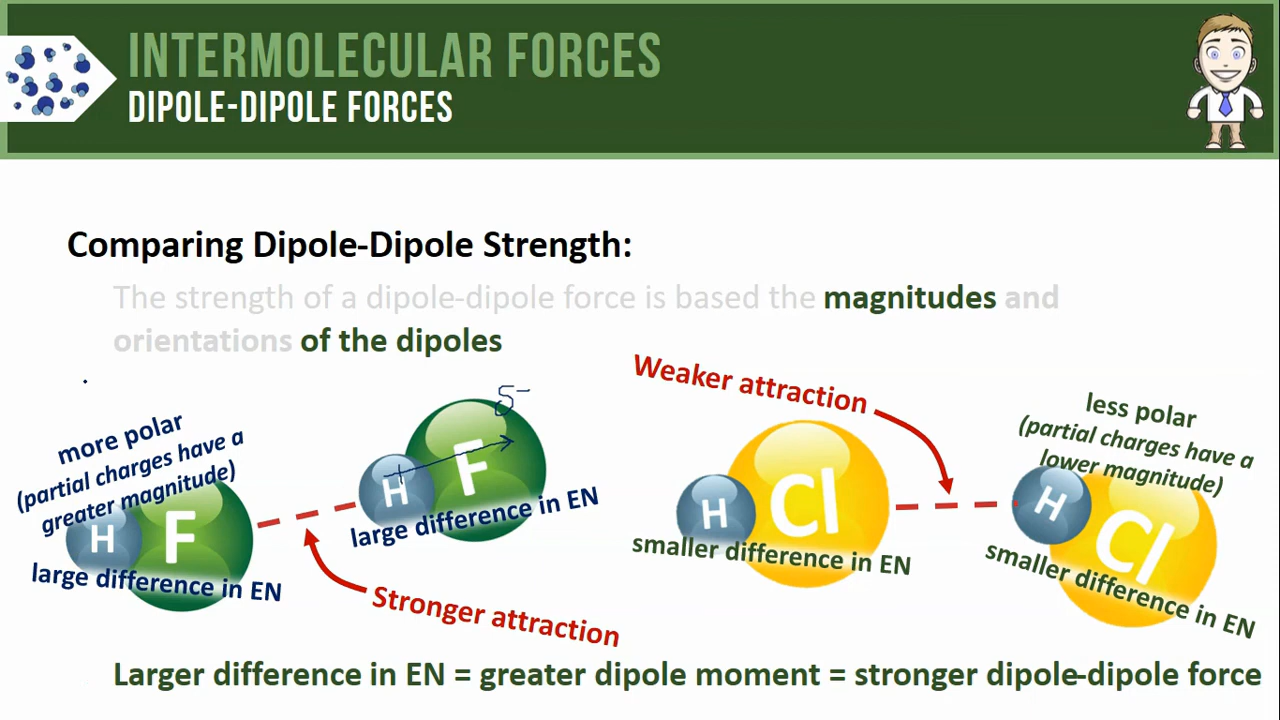 INTERMOLECULAR FORCES
DIPOLE-DIPOLE FORCES
Comparing Dipole-Dipole Strength:
The strength of a dipole-dipole force is based the magnitudes and
orientations of the dipoles
more polar
(partial charges have a
greater magnitude)
H F
large difference in EN
δ⁻
H F
large difference in EN
Stronger attraction
Weaker attraction
H Cl
smaller difference in EN
less polar
(partial charges have a
lower magnitude)
H Cl
smaller difference in EN
Larger difference in EN = greater dipole moment = stronger dipole-dipole force